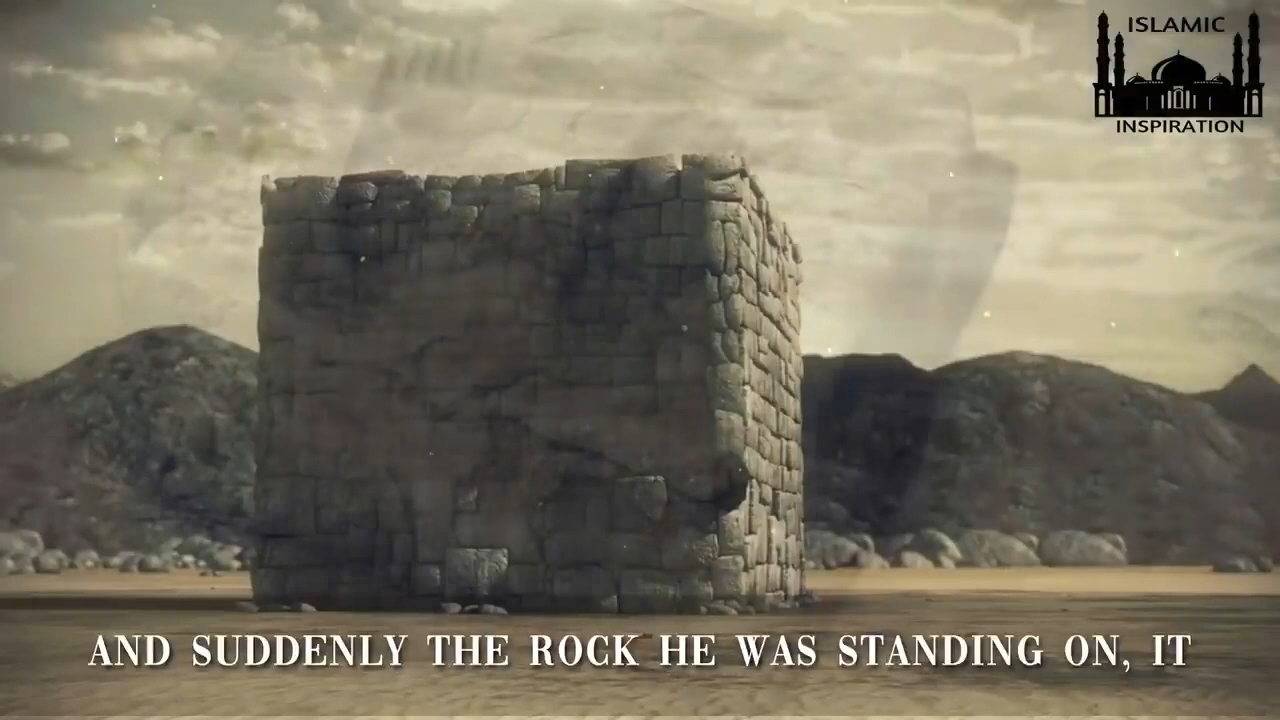 ISLAMIC
INSPIRATION
AND SUDDENLY THE ROCK HE WAS STANDING ON, IT